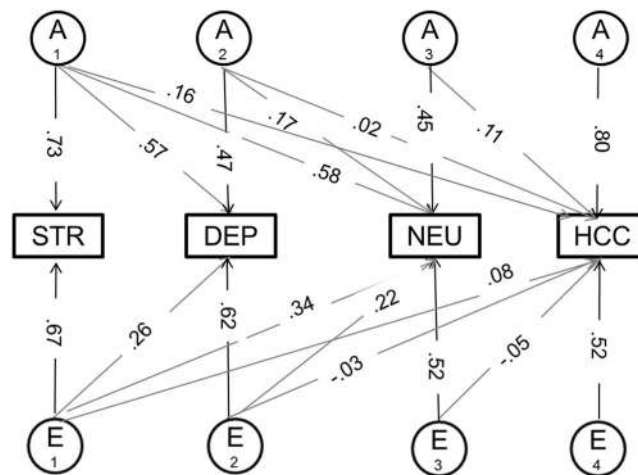 A
1
A
2
A
3
A
4
.16
.73
.57
.47
.17
.58
.02
.45
.11
.80
STR
DEP
NEU
HCC
.67
.26
.62
.34
.22
-.03
.08
.52
-.05
.52
E
1
E
2
E
3
E
4